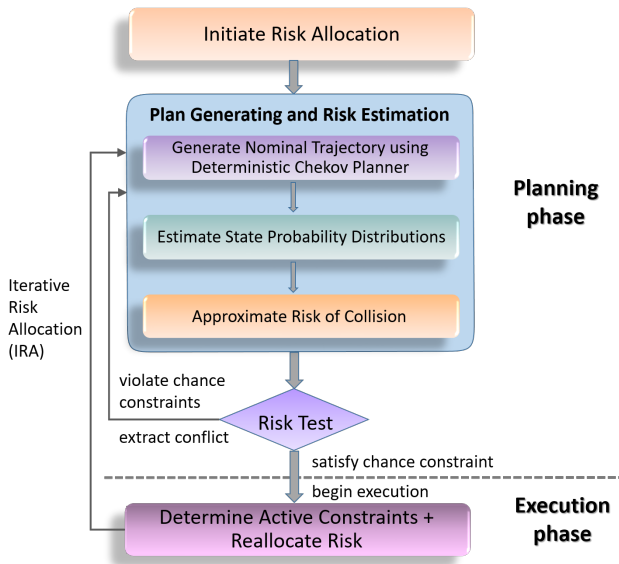 Initiate Risk Allocation
Plan Generating and Risk Estimation
Generate Nominal Trajectory using
Deterministic Chekov Planner
Planning
phase
Estimate State Probability Distributions
Iterative
Risk
Allocation
(IRA)
Approximate Risk of Collision
violate chance
constraints
extract conflict
Risk Test
satisfy chance constraint
begin execution
Execution
phase
Determine Active Constraints +
Reallocate Risk